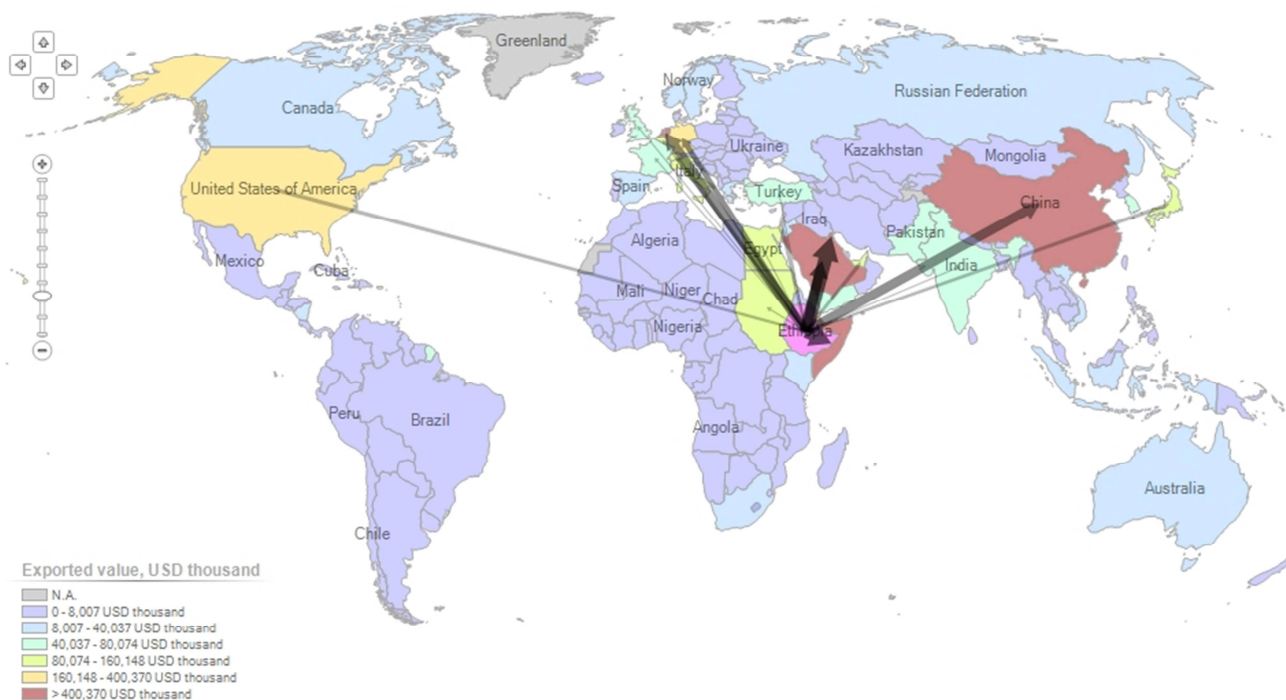 Greenland
Norway
Russian Federation
Canada
Ukraine
Kazakhstan
Mongolia
United States of America
Italy
Spain
Turkey
China
Iraq
Pakistan
Algeria
Egypt
Mexico
Cuba
India
Mali
Niger
Chad
Nigeria
Ethiopia
Peru
Brazil
Angola
Australia
Chile
Exported value, USD thousand
N.A.
0 - 8,007 USD thousand
8,007 - 40,037 USD thousand
40,037 - 80,074 USD thousand
80,074 - 160,148 USD thousand
160,148 - 400,370 USD thousand
> 400,370 USD thousand